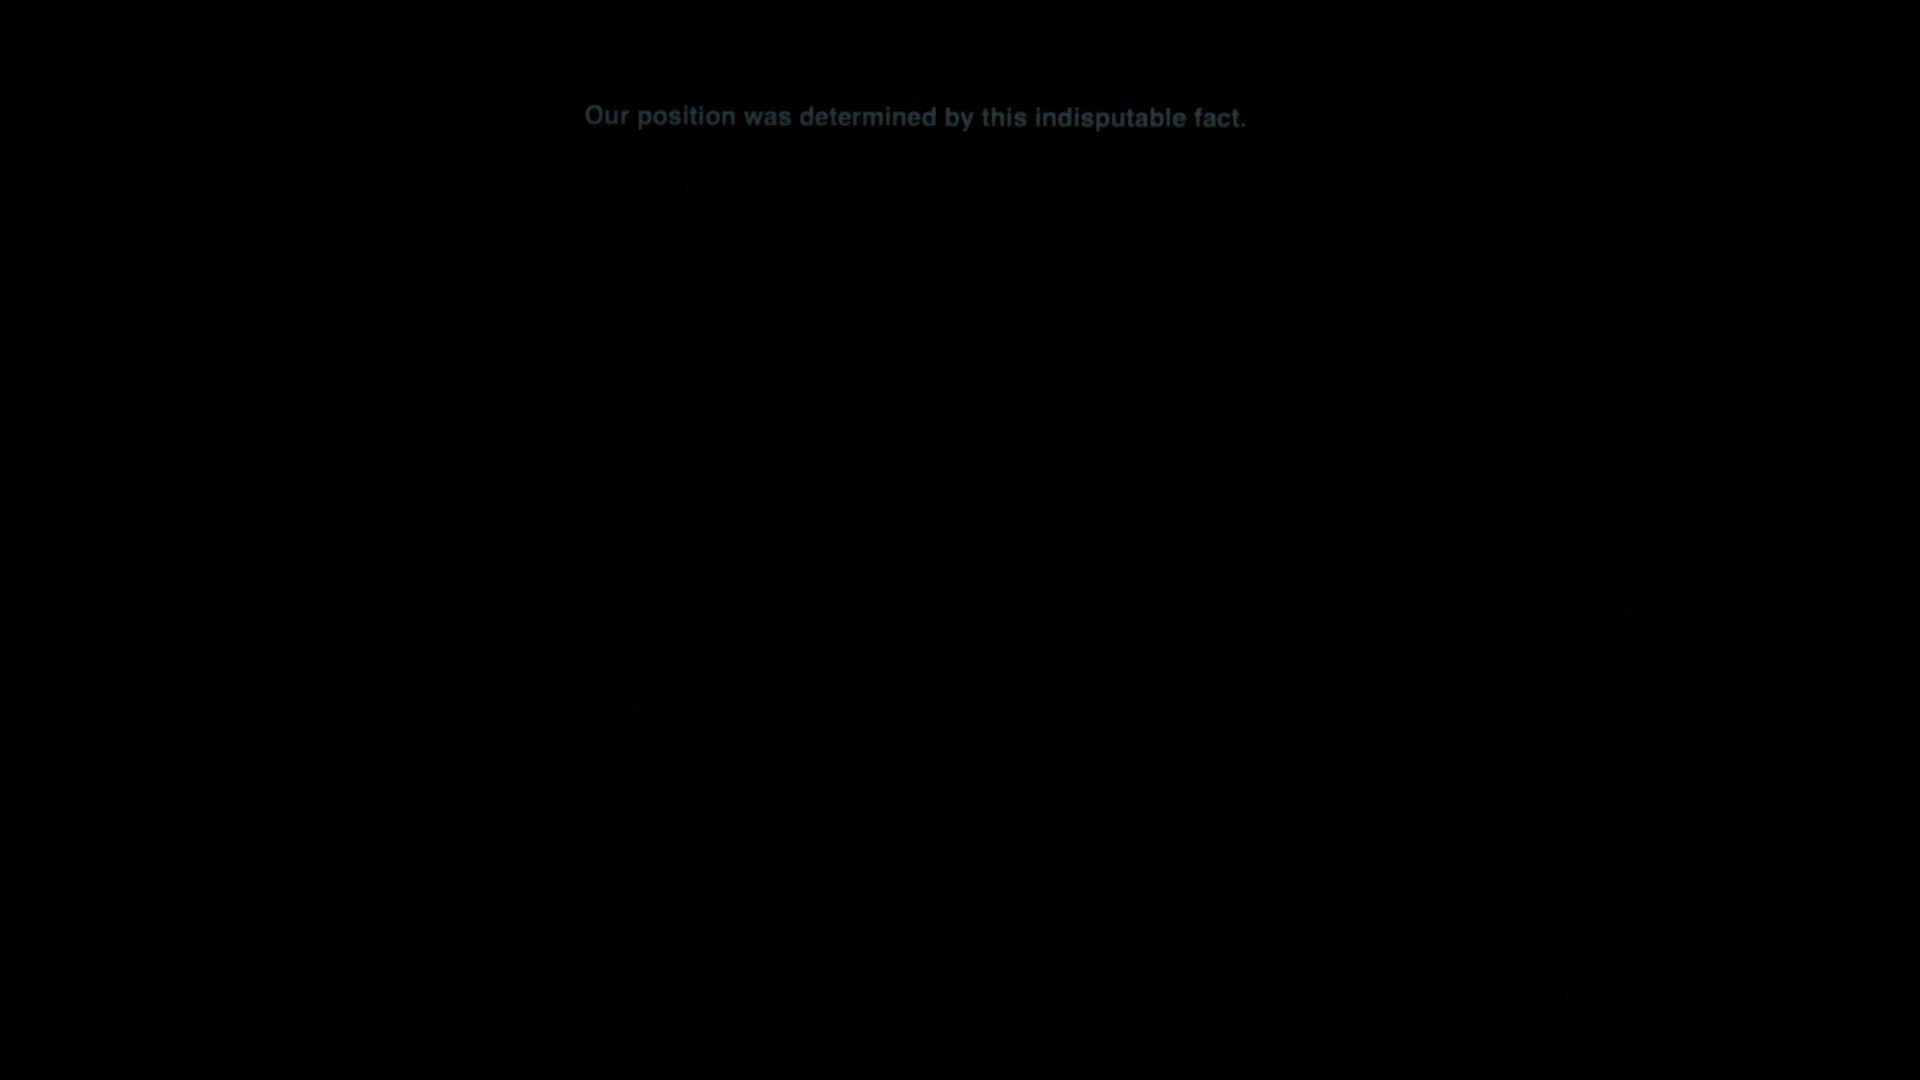 Our position was determined by this indisputable fact.